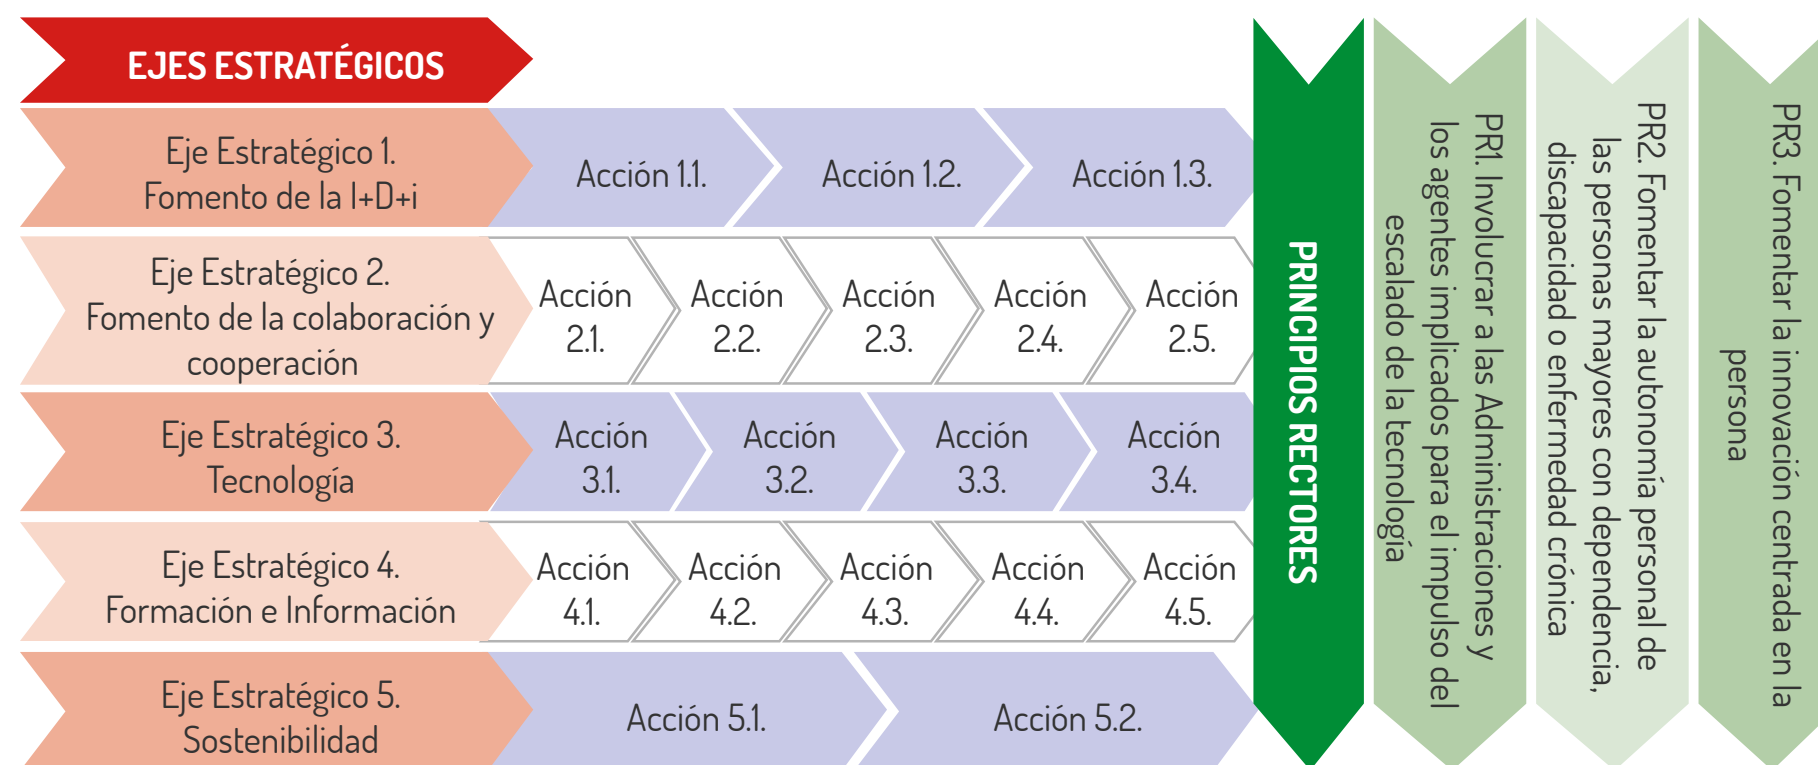 EJES ESTRATÉGICOS
Eje Estratégico 1.
Fomento de la I+D+i
Acción 1.1.
Acción 1.2.
Acción 1.3.
Eje Estratégico 2.
Fomento de la colaboración y
cooperación
Acción
2.1.
Acción
2.2.
Acción
2.3.
Acción
2.4.
Acción
2.5.
Eje Estratégico 3.
Tecnología
Acción
3.1.
Acción
3.2.
Acción
3.3.
Acción
3.4.
Eje Estratégico 4.
Formación e Información
Acción
4.1.
Acción
4.2.
Acción
4.3.
Acción
4.4.
Acción
4.5.
Eje Estratégico 5.
Sostenibilidad
Acción 5.1.
Acción 5.2.
PRINCIPIOS RECTORES
PR1. Involucrar a las Administraciones y
los agentes implicados para el impulso del
escalado de la tecnología
PR2. Fomentar la autonomía personal de
las personas mayores con dependencia,
discapacidad o enfermedad crónica
PR3. Fomentar la innovación centrada en la
persona